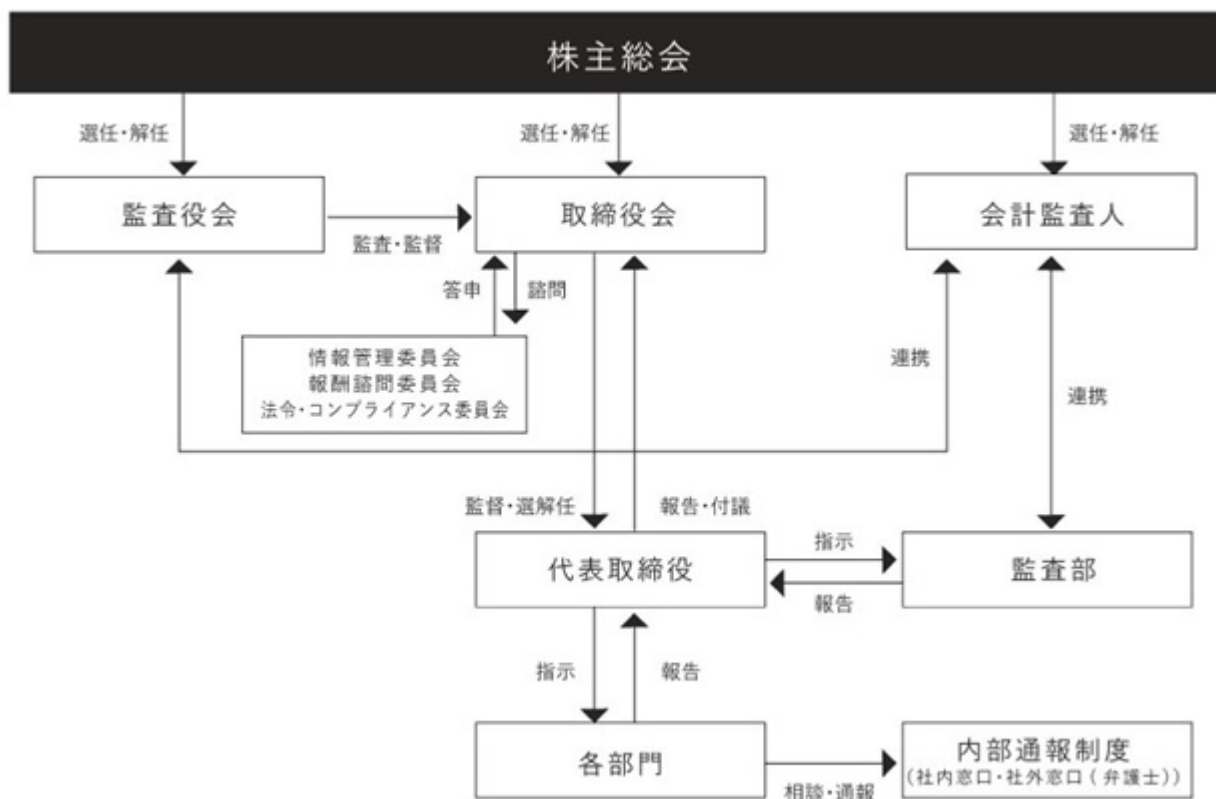 株主総会
選任・解任
選任・解任
選任・解任
監査役会
取締役会
会計監査人
監査・監督
答申
諮問
情報管理委員会
報酬諮問委員会
法令・コンプライアンス委員会
連携
連携
監督・選解任
報告・付議
代表取締役
指示
報告
監査部
指示
報告
各部門
相談・通報
内部通報制度
(社内窓口・社外窓口(弁護士))